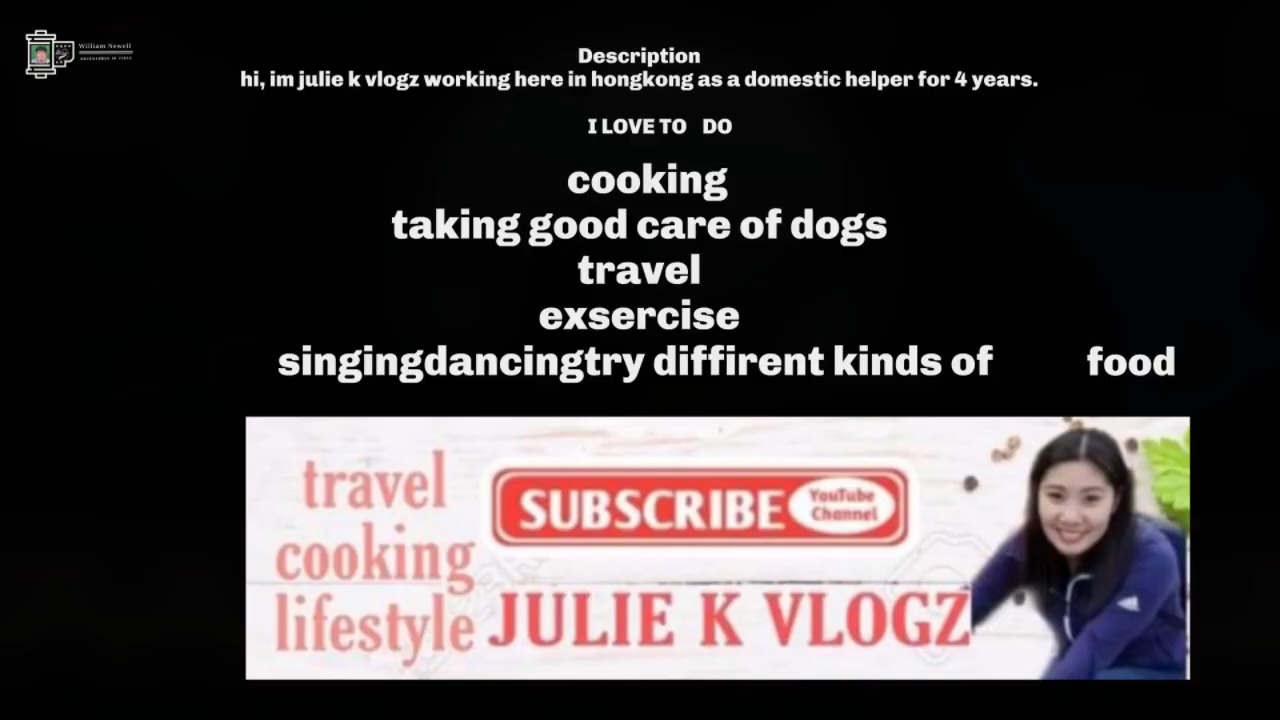 William Newell
Description
hi, im julie k vlogz working here in hongkong as a domestic helper for 4 years.
I LOVE TO DO
cooking
taking good care of dogs
travel
exsercise
singingdancingtry diffirent kinds of food
travel
cooking
lifestyle
SUBSCRIBE
YouTube
Channel
JULIE K VLOGZ